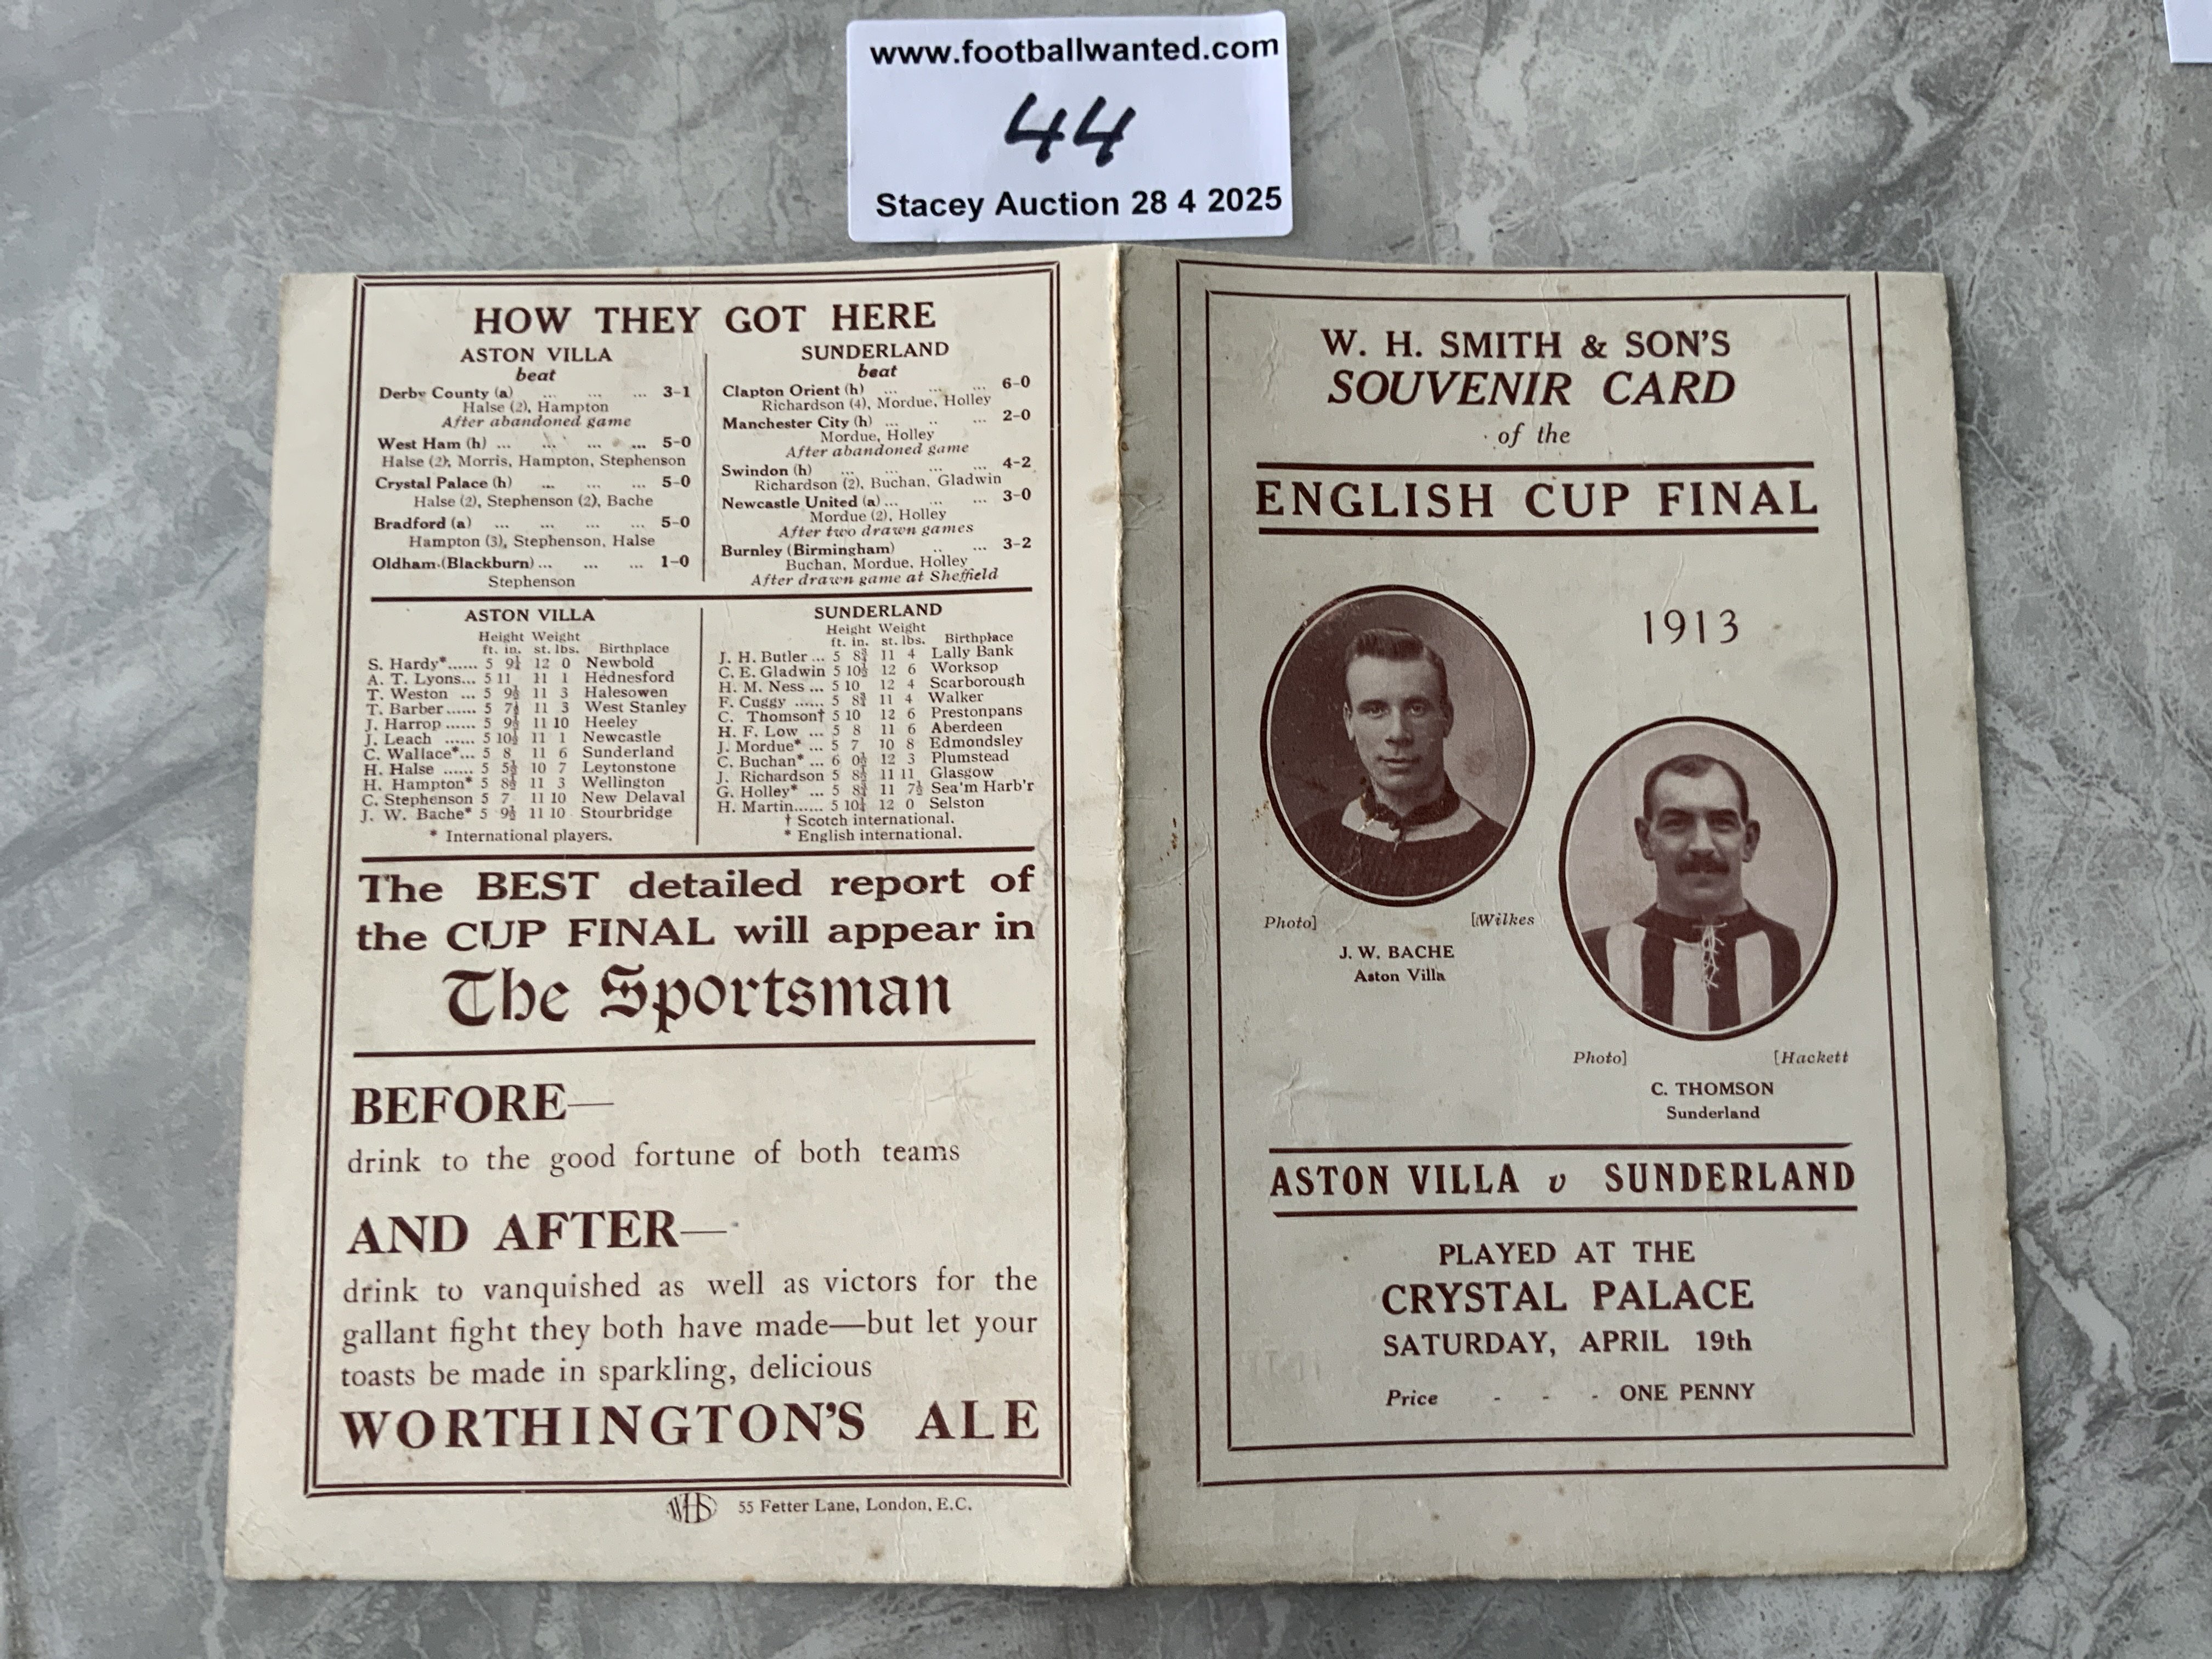 www.footballwanted.com
44
Stacey Auction 28 4 2025
HOW THEY GOT HERE
ASTON VILLA
beat
Derby County (a) ... ... ... 3-1
Halse (2), Hampton
After abandoned game
West Ham (h) ... ... ... ... 5-0
Halse (2), Morris, Hampton, Stephenson
Crystal Palace (h) ... ... ... 5-0
Halse (2), Stephenson (2), Bache
Bradford (a) ... ... ... ... 5-0
Hampton (3), Stephenson, Halse
Oldham (Blackburn) ... ... ... 1-0
Stephenson
SUNDERLAND
beat
Clapton Orient (h) ... ... ... 6-0
Richardson (4), Mordue, Holley
Manchester City (h) ... .. ... 2-0
Mordue, Holley
After abandoned game
Swindon (h) ... ... ... ... 4-2
Richardson (2), Buchan, Gladwin
Newcastle United (a) ... ... ... 3-0
Mordue (2), Holley
After two drawn games
Burnley (Birmingham) .. ... 3-2
Buchan, Mordue, Holley
After drawn game at Sheffield
ASTON VILLA
Height Weight
ft. in. st. lbs. Birthplace
S. Hardy*...... 5 9¼ 12 0 Newbold
A. T. Lyons... 5 11 11 1 Hednesford
T. Weston ... 5 9½ 11 3 Halesowen
T. Barber...... 5 11 3 West Stanley
J. Harrop ...... 5 9½ 11 10 Heeley
J. Leach ...... 5 10½ 11 1 Newcastle
C. Wallace*... 5 8 11 6 Sunderland
H. Halse ...... 5 5½ 10 7 Leytonstone
H. Hampton* 5 8½ 11 3 Wellington
C. Stephenson 5 7 11 10 New Delaval
J. W. Bache* 5 9½ 11 10 Stourbridge
* International players.
SUNDERLAND
Height Weight
ft. in. st. lbs. Birthplace
J. H. Butler ... 5 8¾ 11 4 Lally Bank
C. E. Gladwin 5 10½ 12 6 Worksop
H. M. Ness ... 5 10 12 4 Scarborough
F. Cuggy ...... 5 8¾ 11 4 Walker
C. Thomson† 5 10 12 6 Prestonpans
H. F. Low ... 5 8 11 6 Aberdeen
J. Mordue* ... 5 7 10 8 Edmondsley
C. Buchan* ... 6 0½ 12 3 Plumstead
J. Richardson 5 8½ 11 11 Glasgow
G. Holley* ... 5 8¾ 11 7½ Sea'm Harb'r
H. Martin...... 5 10¼ 12 0 Selston
† Scotch international.
* English international.
The BEST detailed report of
the CUP FINAL will appear in
The Sportsman
BEFORE—
drink to the good fortune of both teams
AND AFTER—
drink to vanquished as well as victors for the
gallant fight they both have made—but let your
toasts be made in sparkling, delicious
WORTHINGTON'S ALE
WHS 55 Fetter Lane, London, E.C.
W. H. SMITH & SON'S
SOUVENIR CARD
of the
ENGLISH CUP FINAL
1913
Photo] [Wilkes
J. W. BACHE
Aston Villa
Photo] [Hackett
C. THOMSON
Sunderland
ASTON VILLA v SUNDERLAND
PLAYED AT THE
CRYSTAL PALACE
SATURDAY, APRIL 19th
Price - - - ONE PENNY